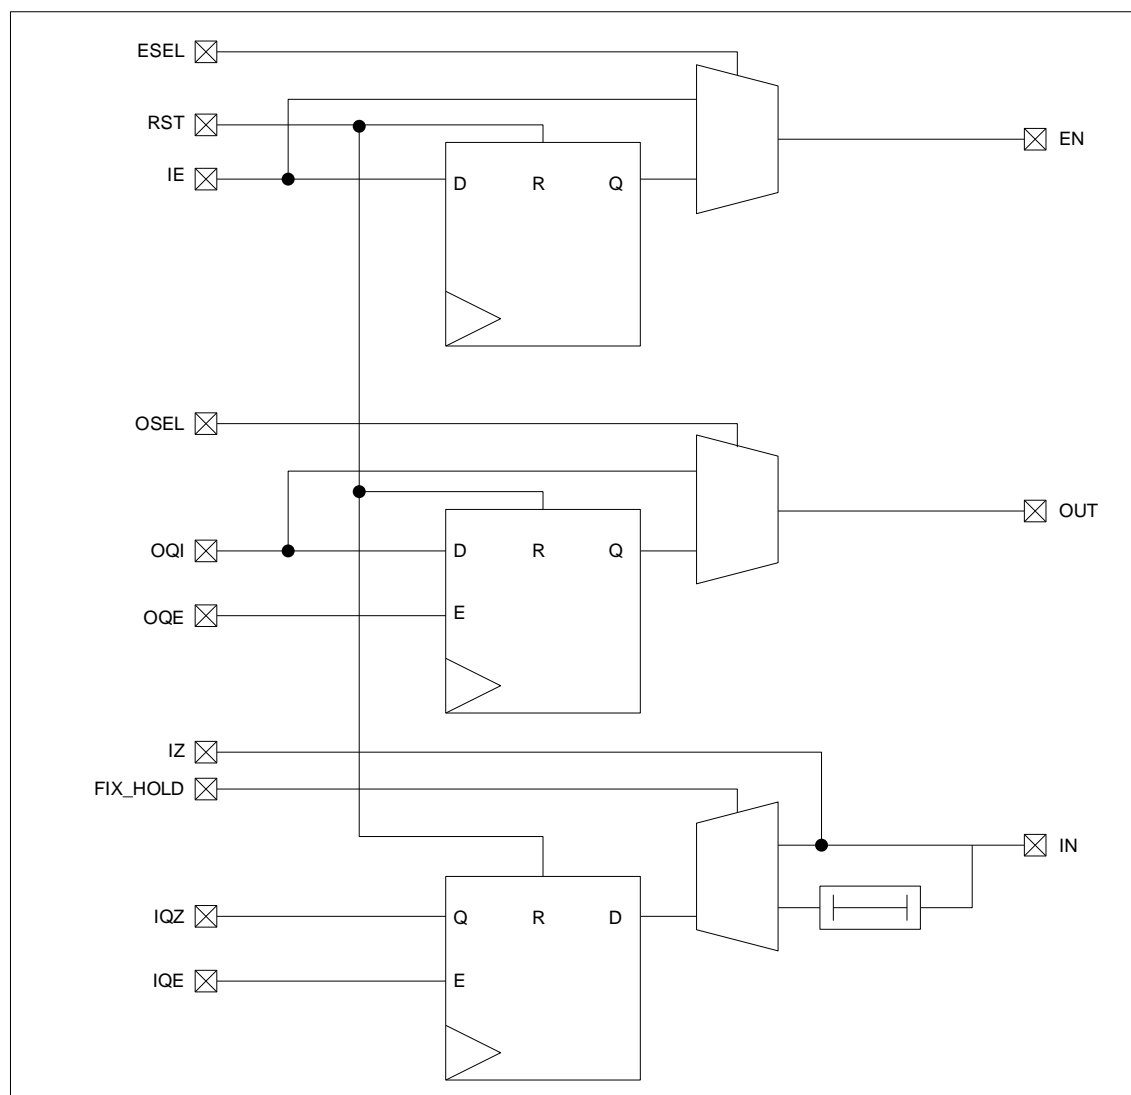 ESEL
RST
IE
D R Q
EN
OSEL
OQI
OQE
D R Q
E
OUT
IZ
FIX_HOLD
IN
IQZ
IQE
Q R D
E